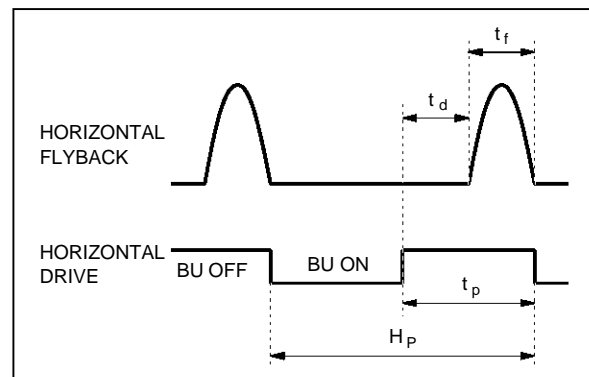 t f
t d
HORIZONTAL
FLYBACK
HORIZONTAL
DRIVE
BU OFF
BU ON
t p
H P